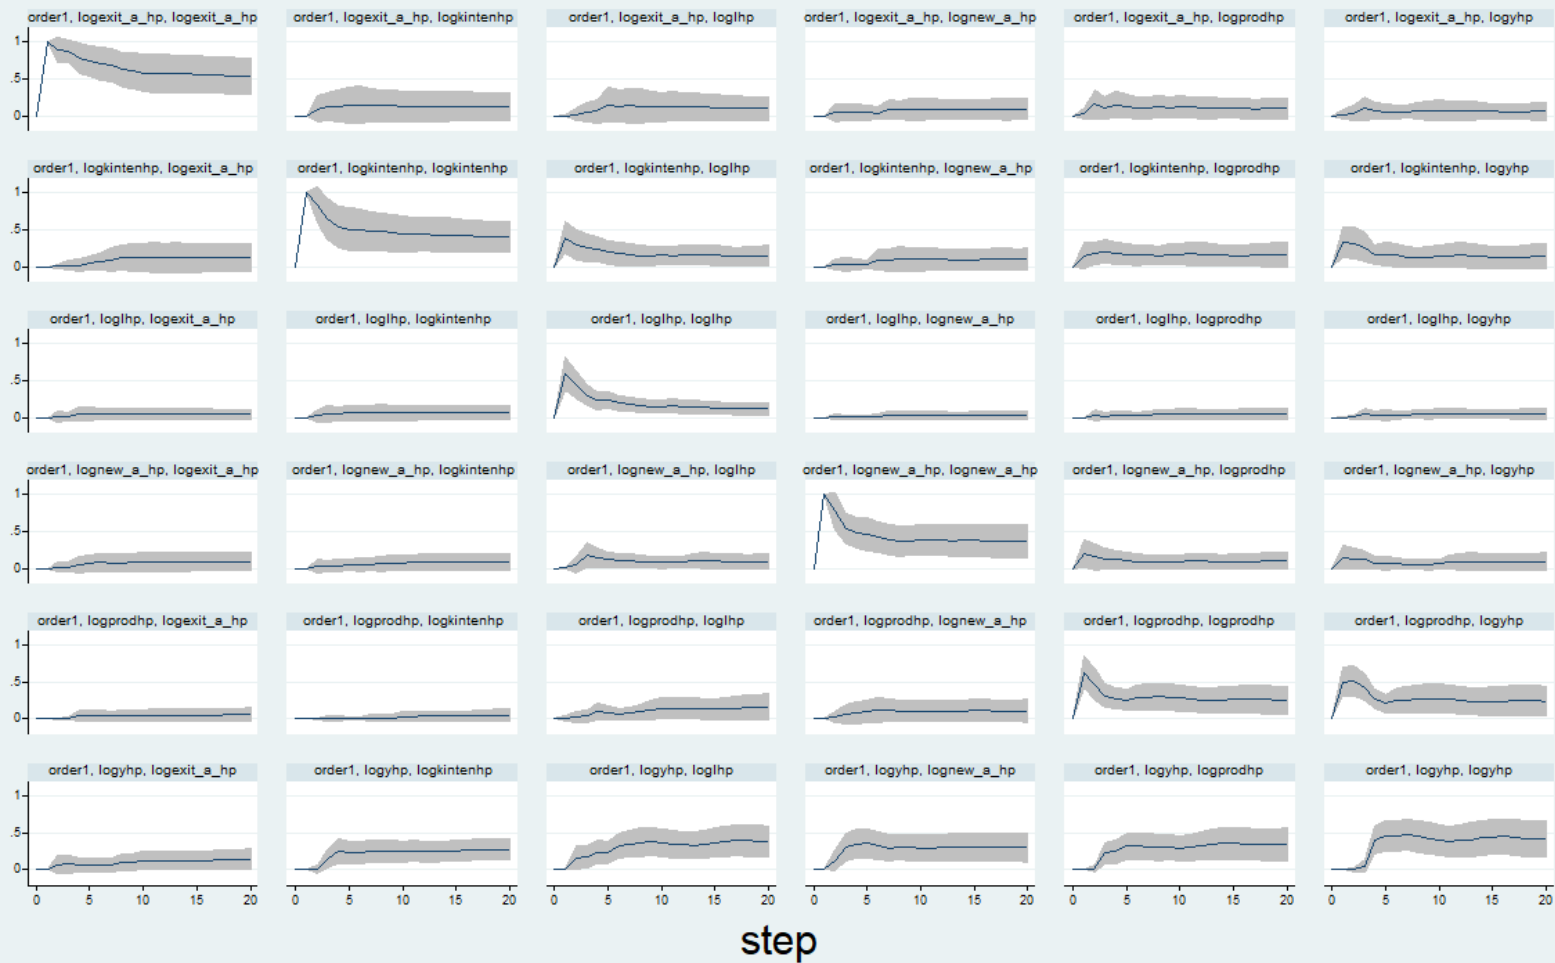 order1, logexit_a_hp, logexit_a_hp order1, logexit_a_hp, logkintenhp order1, logexit_a_hp, loglhp order1, logexit_a_hp, lognew_a_hp order1, logexit_a_hp, logprodhp order1, logexit_a_hp, logyhp
1
.5
0
order1, logkintenhp, logexit_a_hp order1, logkintenhp, logkintenhp order1, logkintenhp, loglhp order1, logkintenhp, lognew_a_hp order1, logkintenhp, logprodhp order1, logkintenhp, logyhp
1
.5
0
order1, loglhp, logexit_a_hp order1, loglhp, logkintenhp order1, loglhp, loglhp order1, loglhp, lognew_a_hp order1, loglhp, logprodhp order1, loglhp, logyhp
1
.5
0
order1, lognew_a_hp, logexit_a_hp order1, lognew_a_hp, logkintenhp order1, lognew_a_hp, loglhp order1, lognew_a_hp, lognew_a_hp order1, lognew_a_hp, logprodhp order1, lognew_a_hp, logyhp
1
.5
0
order1, logprodhp, logexit_a_hp order1, logprodhp, logkintenhp order1, logprodhp, loglhp order1, logprodhp, lognew_a_hp order1, logprodhp, logprodhp order1, logprodhp, logyhp
1
.5
0
order1, logyhp, logexit_a_hp order1, logyhp, logkintenhp order1, logyhp, loglhp order1, logyhp, lognew_a_hp order1, logyhp, logprodhp order1, logyhp, logyhp
1
.5
0
0 5 10 15 20 0 5 10 15 20 0 5 10 15 20 0 5 10 15 20 0 5 10 15 20 0 5 10 15 20
step